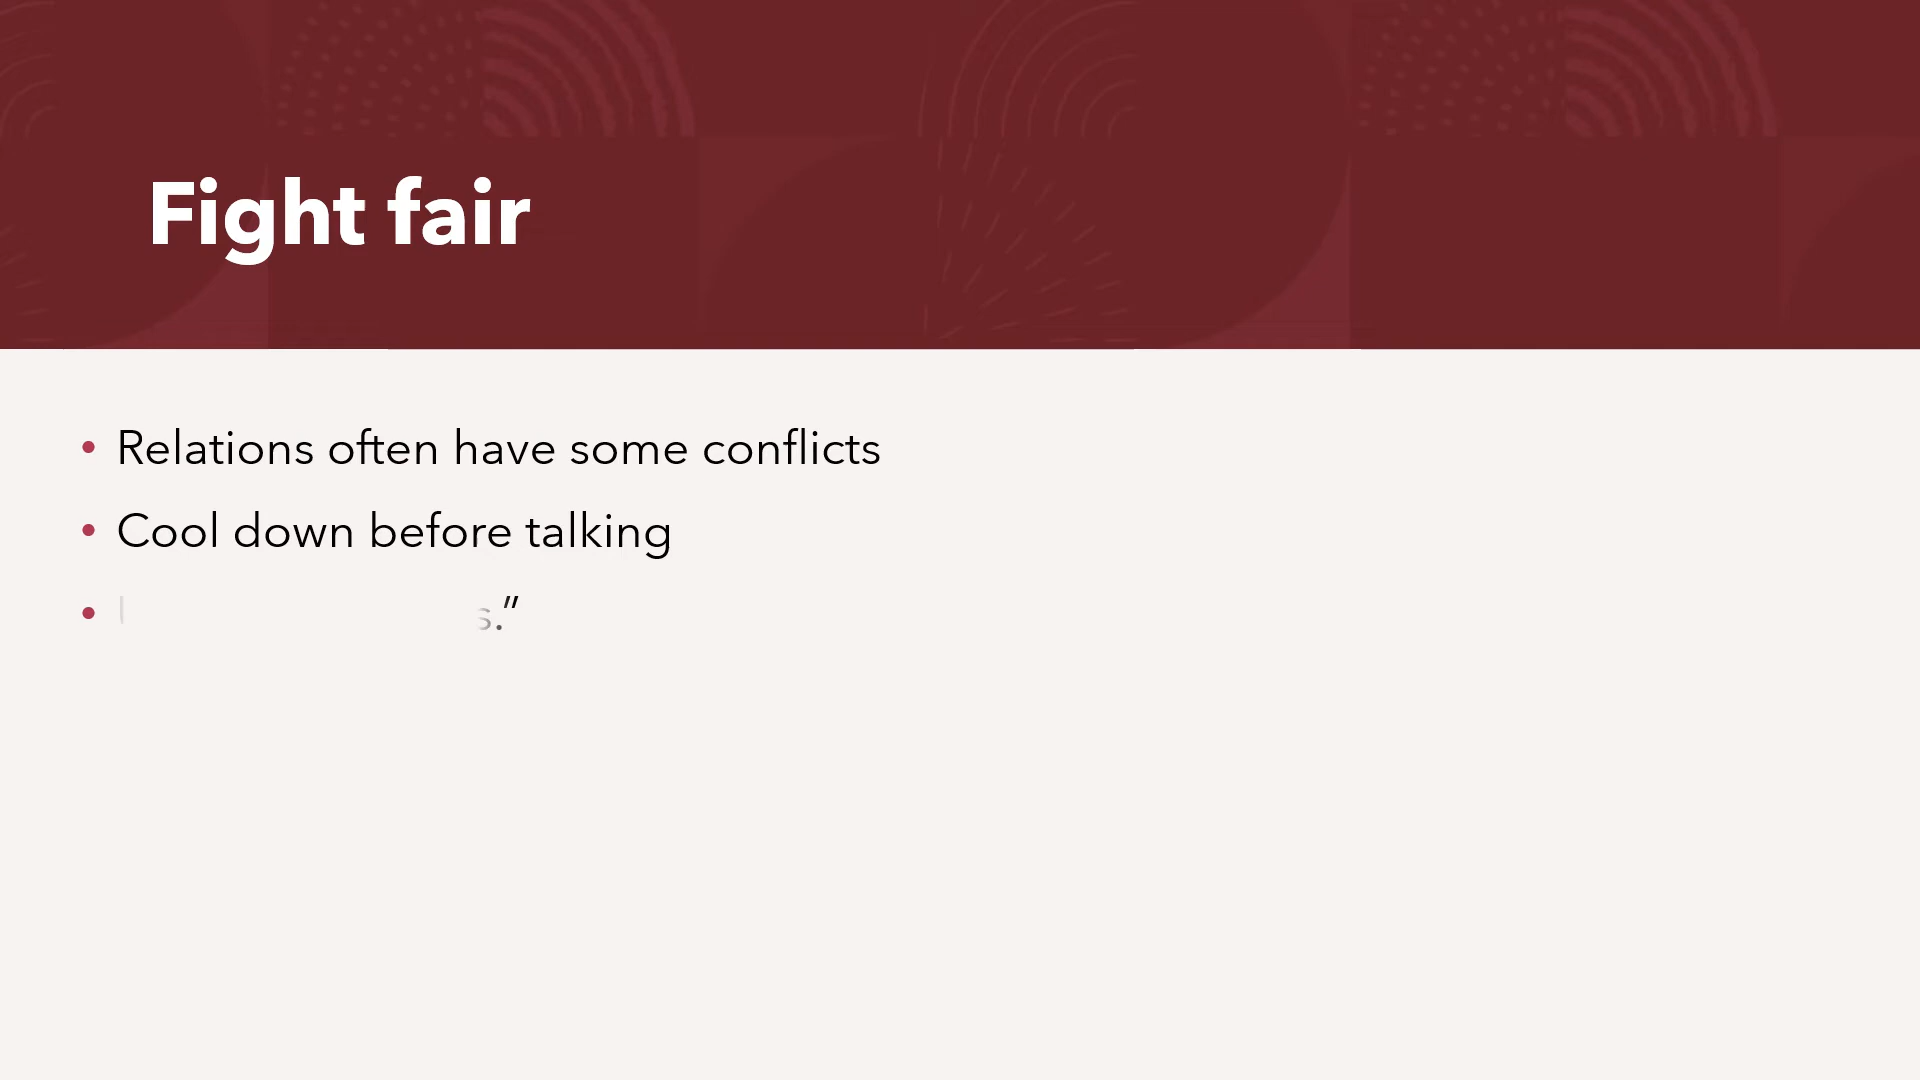 Fight fair
Relations often have some conflicts
Cool down before talking